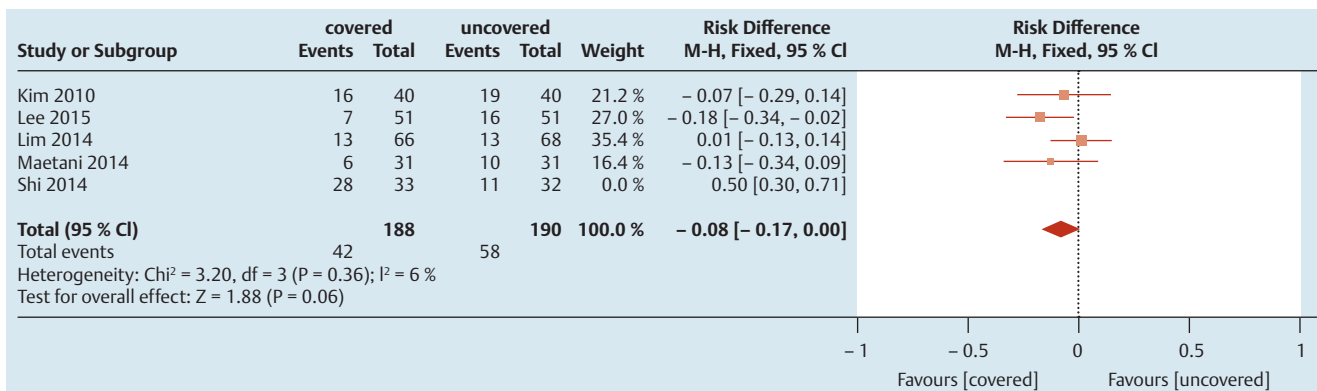 covered uncovered Risk Difference Risk Difference
Study or Subgroup Events Total Events Total Weight M-H, Fixed, 95 % Cl M-H, Fixed, 95 % Cl
Kim 2010 16 40 19 40 21.2 % – 0.07 [– 0.29, 0.14]
Lee 2015 7 51 16 51 27.0 % – 0.18 [– 0.34, – 0.02]
Lim 2014 13 66 13 68 35.4 % 0.01 [– 0.13, 0.14]
Maetani 2014 6 31 10 31 16.4 % – 0.13 [– 0.34, 0.09]
Shi 2014 28 33 11 32 0.0 % 0.50 [0.30, 0.71]
Total (95 % Cl) 188 190 100.0 % – 0.08 [– 0.17, 0.00]
Total events 42 58
Heterogeneity: Chi² = 3.20, df = 3 (P = 0.36); I² = 6 %
Test for overall effect: Z = 1.88 (P = 0.06)
– 1 – 0.5 0 0.5 1
Favours [covered] Favours [uncovered]